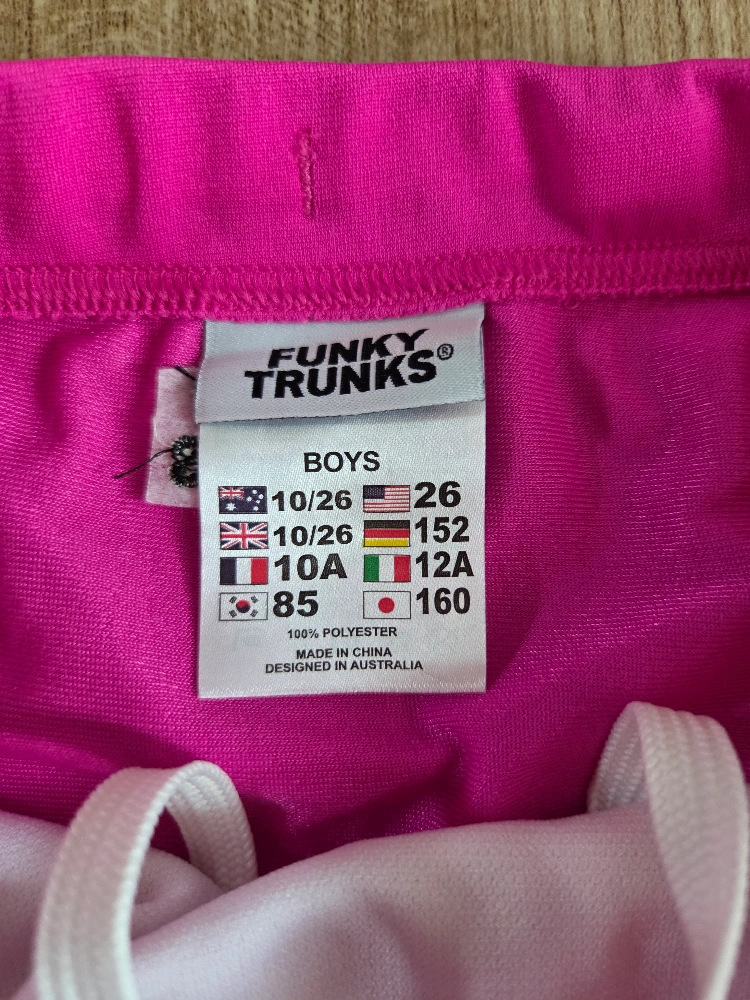 FUNKY
TRUNKS®
BOYS
10/26 26
10/26 152
10A 12A
85 160
100% POLYESTER
MADE IN CHINA
DESIGNED IN AUSTRALIA